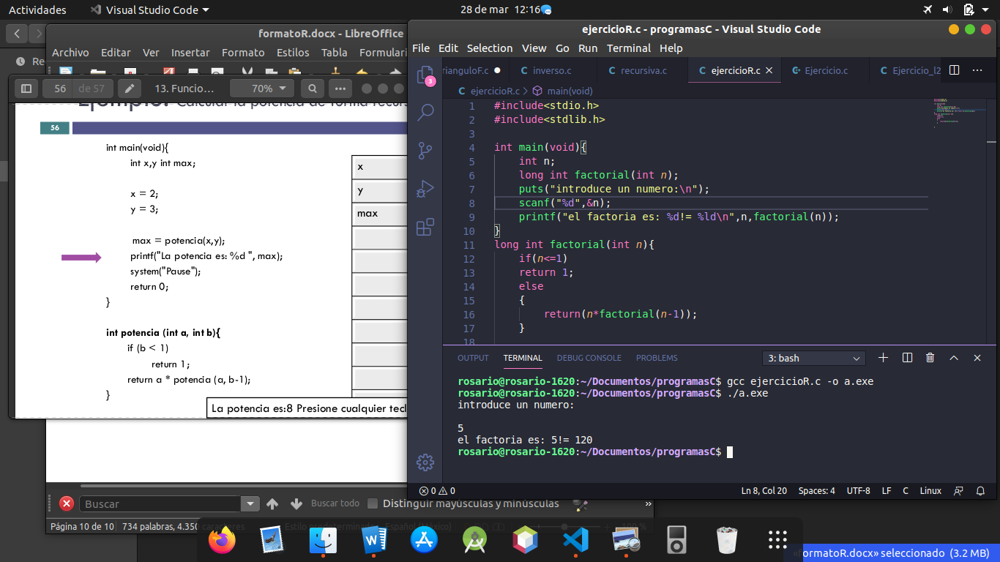 Actividades
Visual Studio Code
28 de mar 12:16
formatoR.docx - LibreOffice
Archivo Editar Ver Insertar Formato Estilos Tabla Formulari
56 de 57
13. Funcio…
70%
Ejemplo: Calcular la potencia de forma recurs
56
int main(void){
int x,y int max;
x = 2;
y = 3;
max = potencia(x,y);
printf("La potencia es: %d ", max);
system("Pause");
return 0;
}
int potencia (int a, int b){
if (b < 1)
return 1;
return a * potencia (a, b-1);
}
x
y
max
La potencia es:8 Presione cualquier tecl
Buscar
Buscar todo
Distinguir mayúsculas y minúsculas
Página 10 de 10
734 palabras, 4.350 caracteres
Estilo predeterminado
Español (México)
ejercicioR.c - programasC - Visual Studio Code
File Edit Selection View Go Run Terminal Help
3
rianguloF.c
C inverso.c
C recursiva.c
C ejercicioR.c
Ejercicio.c
C Ejercicio_l2
C ejercicioR.c > main(void)
1 #include<stdio.h>
2 #include<stdlib.h>
3
4 int main(void){
5 int n;
6 long int factorial(int n);
7 puts("introduce un numero:\n");
8 scanf("%d",&n);
9 printf("el factoria es: %d!= %ld\n",n,factorial(n));
10 }
11 long int factorial(int n){
12 if(n<=1)
13 return 1;
14 else
15 {
16 return(n*factorial(n-1));
17 }
18
OUTPUT TERMINAL DEBUG CONSOLE PROBLEMS
3: bash
rosario@rosario-1620:~/Documentos/programasC$ gcc ejercicioR.c -o a.exe
rosario@rosario-1620:~/Documentos/programasC$ ./a.exe
introduce un numero:
5
el factoria es: 5!= 120
rosario@rosario-1620:~/Documentos/programasC$
0 0
Ln 8, Col 20 Spaces: 4 UTF-8 LF C Linux
«formatoR.docx» seleccionado (3.2 MB)